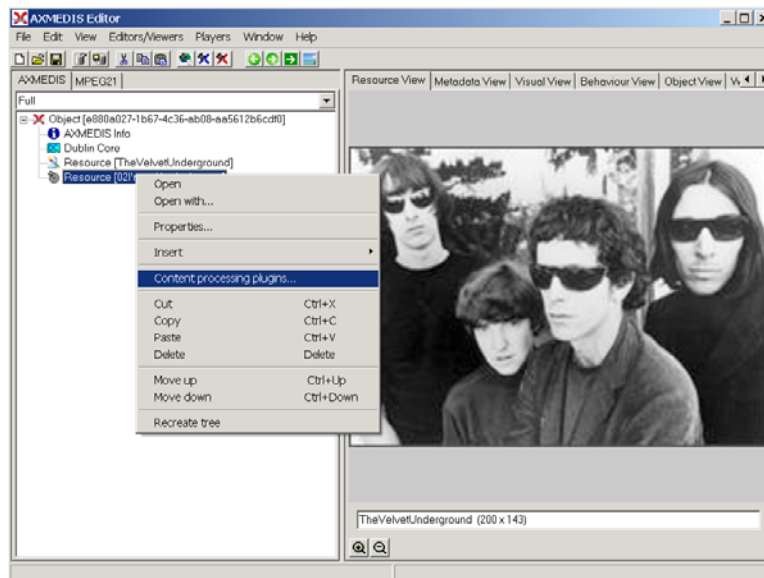 AXMEDIS Editor
File Edit View Editors/Viewers Players Window Help
AXMEDIS MPEG21
Resource View Metadata View Visual View Behaviour View Object View
Full
Object [e880a027-1b67-4c36-ab08-aa5612b6cdf0]
AXMEDIS Info
Dublin Core
Resource [TheVelvetUnderground]
Resource [02I'
Open
Open with...
Properties...
Insert
Content processing plugins...
Cut Ctrl+X
Copy Ctrl+C
Paste Ctrl+V
Delete Delete
Move up Ctrl+Up
Move down Ctrl+Down
Recreate tree
TheVelvetUnderground (200 x 143)